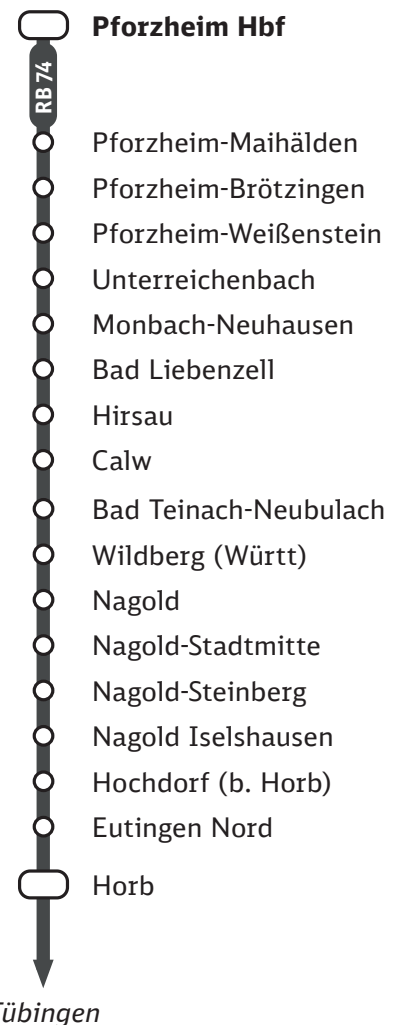 Pforzheim Hbf
RB 74
Pforzheim-Maihälden
Pforzheim-Brötzingen
Pforzheim-Weißenstein
Unterreichenbach
Monbach-Neuhausen
Bad Liebenzell
Hirsau
Calw
Bad Teinach-Neubulach
Wildberg (Württ)
Nagold
Nagold-Stadtmitte
Nagold-Steinberg
Nagold Iselshausen
Hochdorf (b. Horb)
Eutingen Nord
Horb
Tübingen